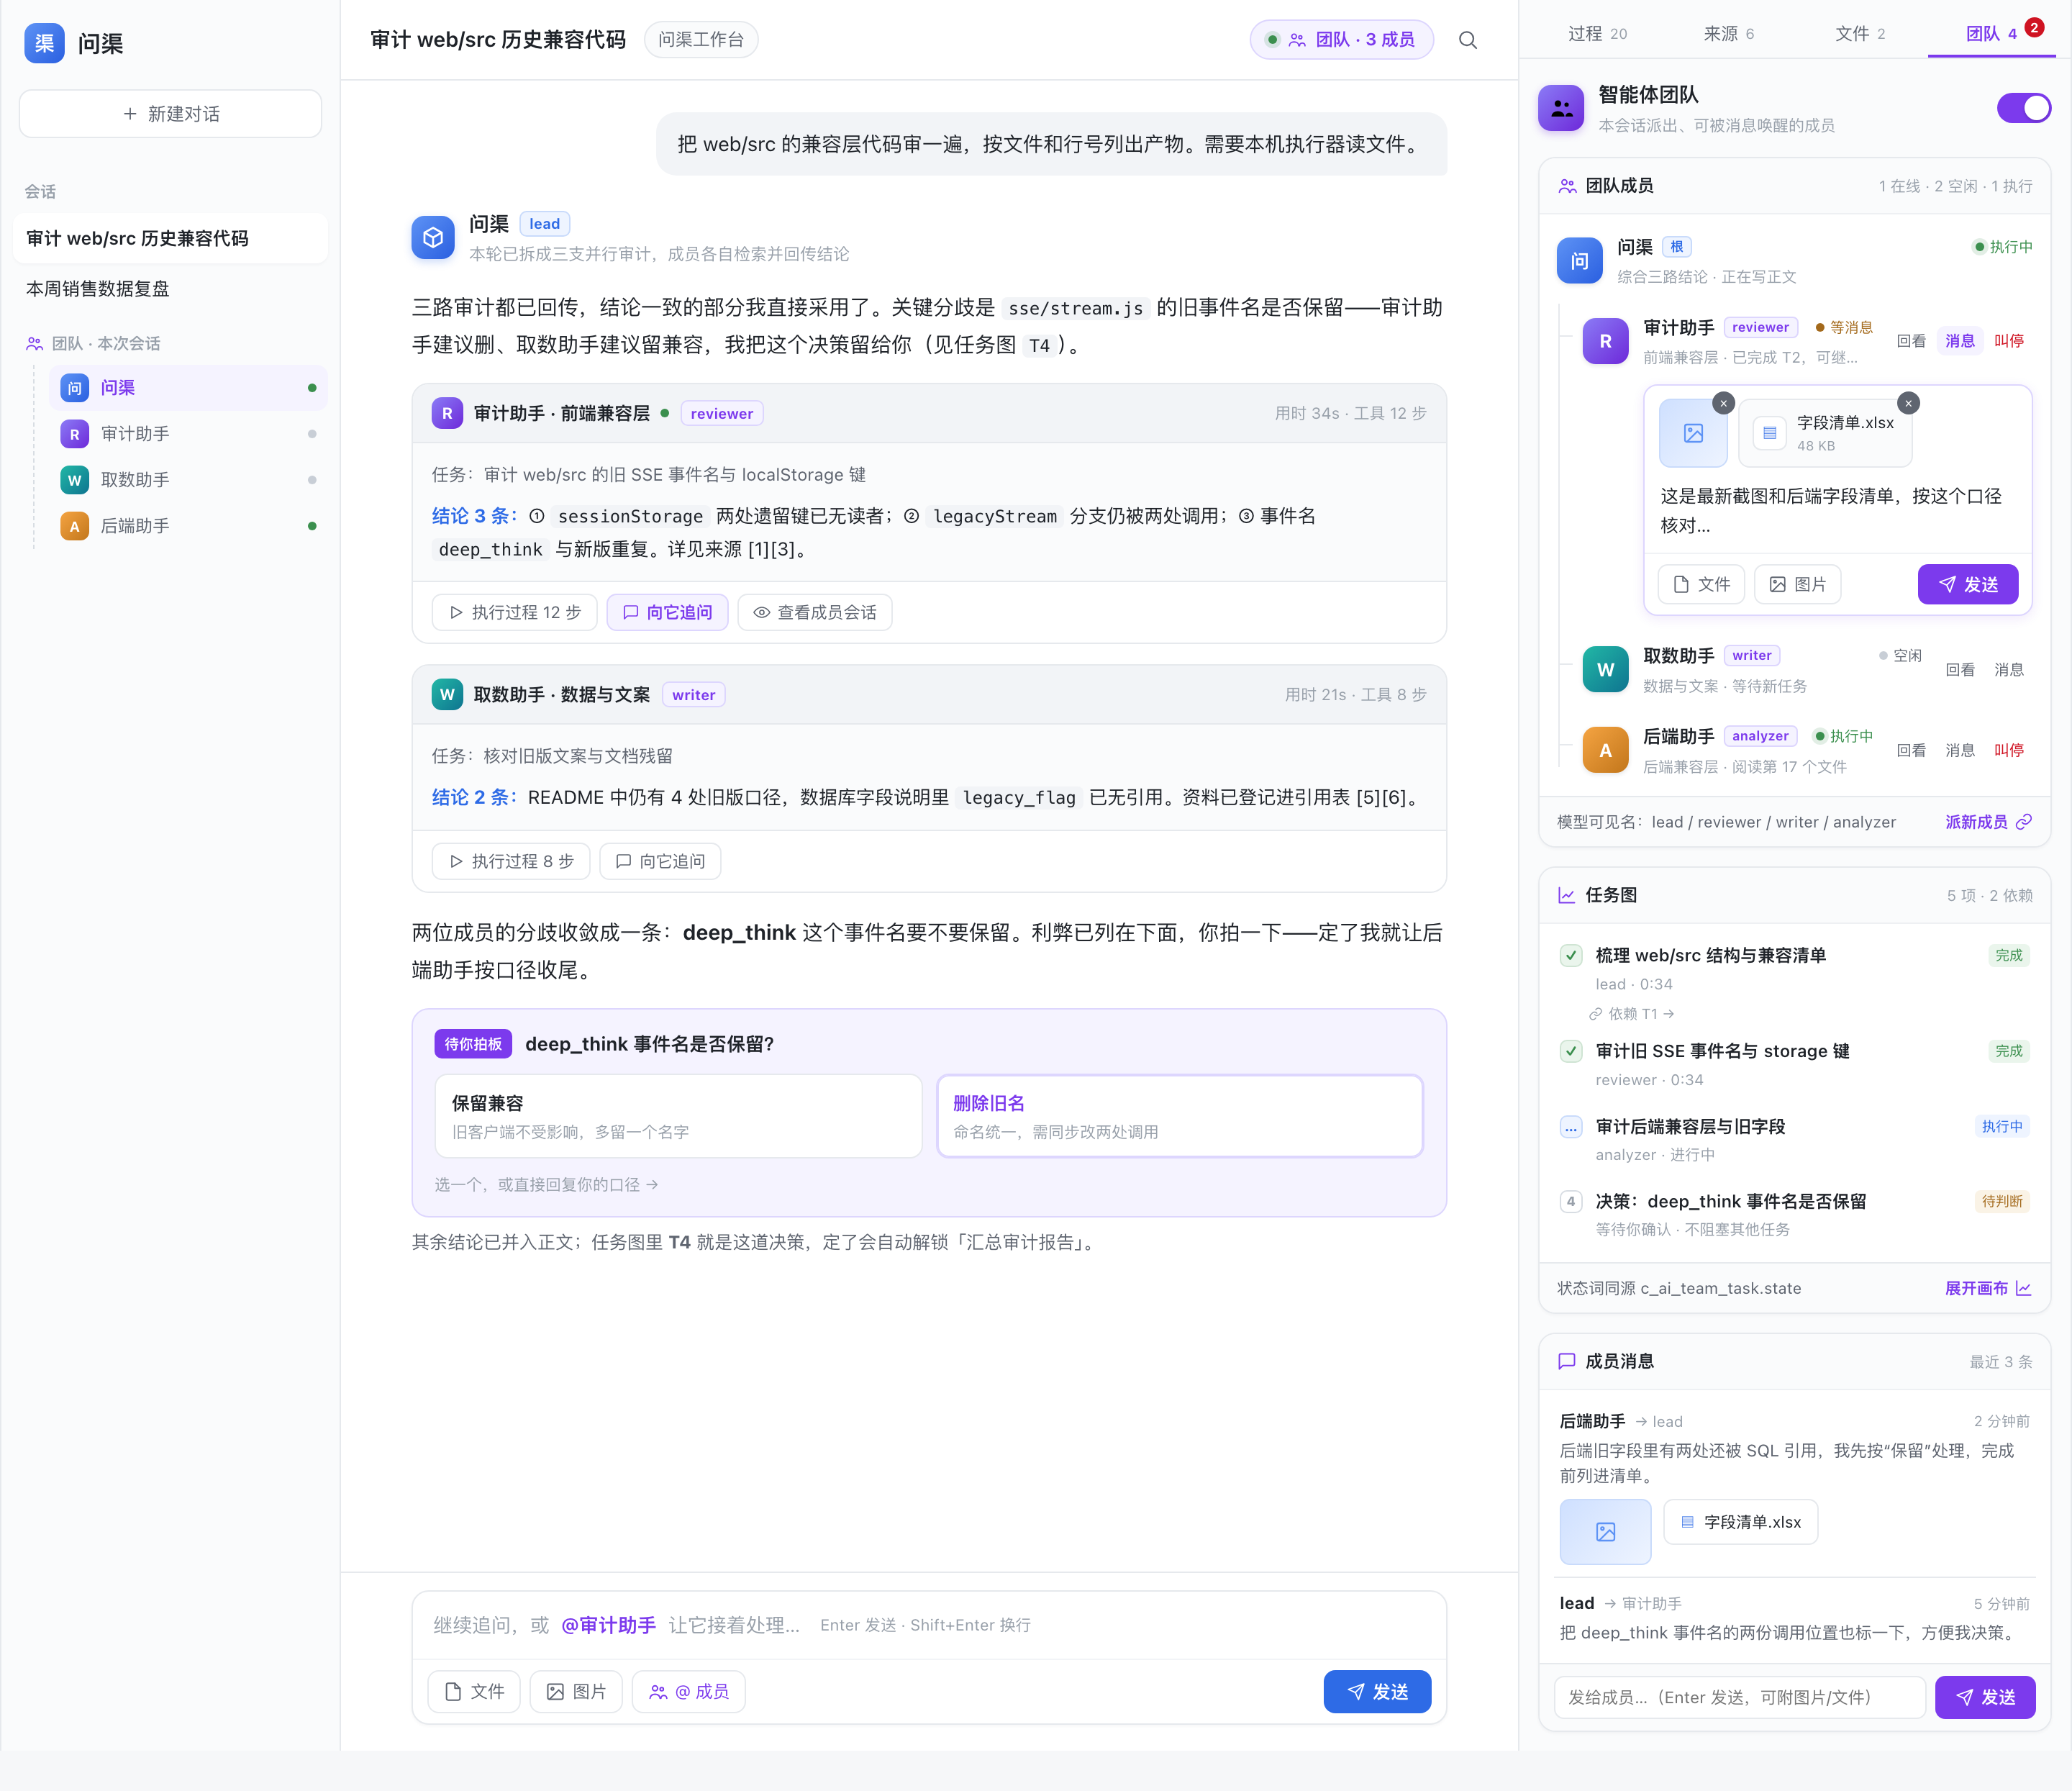 渠 问渠
+ 新建对话
会话
审计 web/src 历史兼容代码
本周销售数据复盘
团队 · 本次会话
问 问渠
R 审计助手
W 取数助手
A 后端助手
审计 web/src 历史兼容代码 问渠工作台 团队 · 3 成员
把 web/src 的兼容层代码审一遍，按文件和行号列出产物。需要本机执行器读文件。
问渠 lead
本轮已拆成三支并行审计，成员各自检索并回传结论
三路审计都已回传，结论一致的部分我直接采用了。关键分歧是 sse/stream.js 的旧事件名是否保留——审计助
手建议删、取数助手建议留兼容，我把这个决策留给你（见任务图 T4）。
R 审计助手 · 前端兼容层 reviewer 用时 34s · 工具 12 步
任务：审计 web/src 的旧 SSE 事件名与 localStorage 键
结论 3 条：① sessionStorage 两处遗留键已无读者；② legacyStream 分支仍被两处调用；③ 事件名
deep_think 与新版重复。详见来源 [1][3]。
执行过程 12 步 向它追问 查看成员会话
W 取数助手 · 数据与文案 writer 用时 21s · 工具 8 步
任务：核对旧版文案与文档残留
结论 2 条：README 中仍有 4 处旧版口径，数据库字段说明里 legacy_flag 已无引用。资料已登记进引用表 [5][6]。
执行过程 8 步 向它追问
两位成员的分歧收敛成一条：deep_think 这个事件名要不要保留。利弊已列在下面，你拍一下——定了我就让后
端助手按口径收尾。
待你拍板 deep_think 事件名是否保留?
保留兼容
旧客户端不受影响，多留一个名字
删除旧名
命名统一，需同步改两处调用
选一个，或直接回复你的口径 →
其余结论已并入正文；任务图里 T4 就是这道决策，定了会自动解锁「汇总审计报告」。
继续追问，或 @审计助手 让它接着处理... Enter 发送 · Shift+Enter 换行
文件 图片 @ 成员 发送
过程 20 来源 6 文件 2 团队 4 2
智能体团队
本会话派出、可被消息唤醒的成员
团队成员 1 在线 · 2 空闲 · 1 执行
问 问渠 根 执行中
综合三路结论 · 正在写正文
R 审计助手 reviewer 等消息 回看 消息 叫停
前端兼容层 · 已完成 T2，可继...
× ×
字段清单.xlsx
48 KB
这是最新截图和后端字段清单，按这个口径
核对...
文件 图片 发送
W 取数助手 writer 空闲 回看 消息
数据与文案 · 等待新任务
A 后端助手 analyzer 执行中 回看 消息 叫停
后端兼容层 · 阅读第 17 个文件
模型可见名：lead / reviewer / writer / analyzer 派新成员
任务图 5 项 · 2 依赖
梳理 web/src 结构与兼容清单 完成
lead · 0:34
依赖 T1 →
审计旧 SSE 事件名与 storage 键 完成
reviewer · 0:34
... 审计后端兼容层与旧字段 执行中
analyzer · 进行中
4 决策：deep_think 事件名是否保留 待判断
等待你确认 · 不阻塞其他任务
状态词同源 c_ai_team_task.state 展开画布
成员消息 最近 3 条
后端助手 → lead 2 分钟前
后端旧字段里有两处还被 SQL 引用，我先按“保留”处理，完成
前列进清单。
字段清单.xlsx
lead → 审计助手 5 分钟前
把 deep_think 事件名的两份调用位置也标一下，方便我决策。
发给成员...（Enter 发送，可附图片/文件） 发送